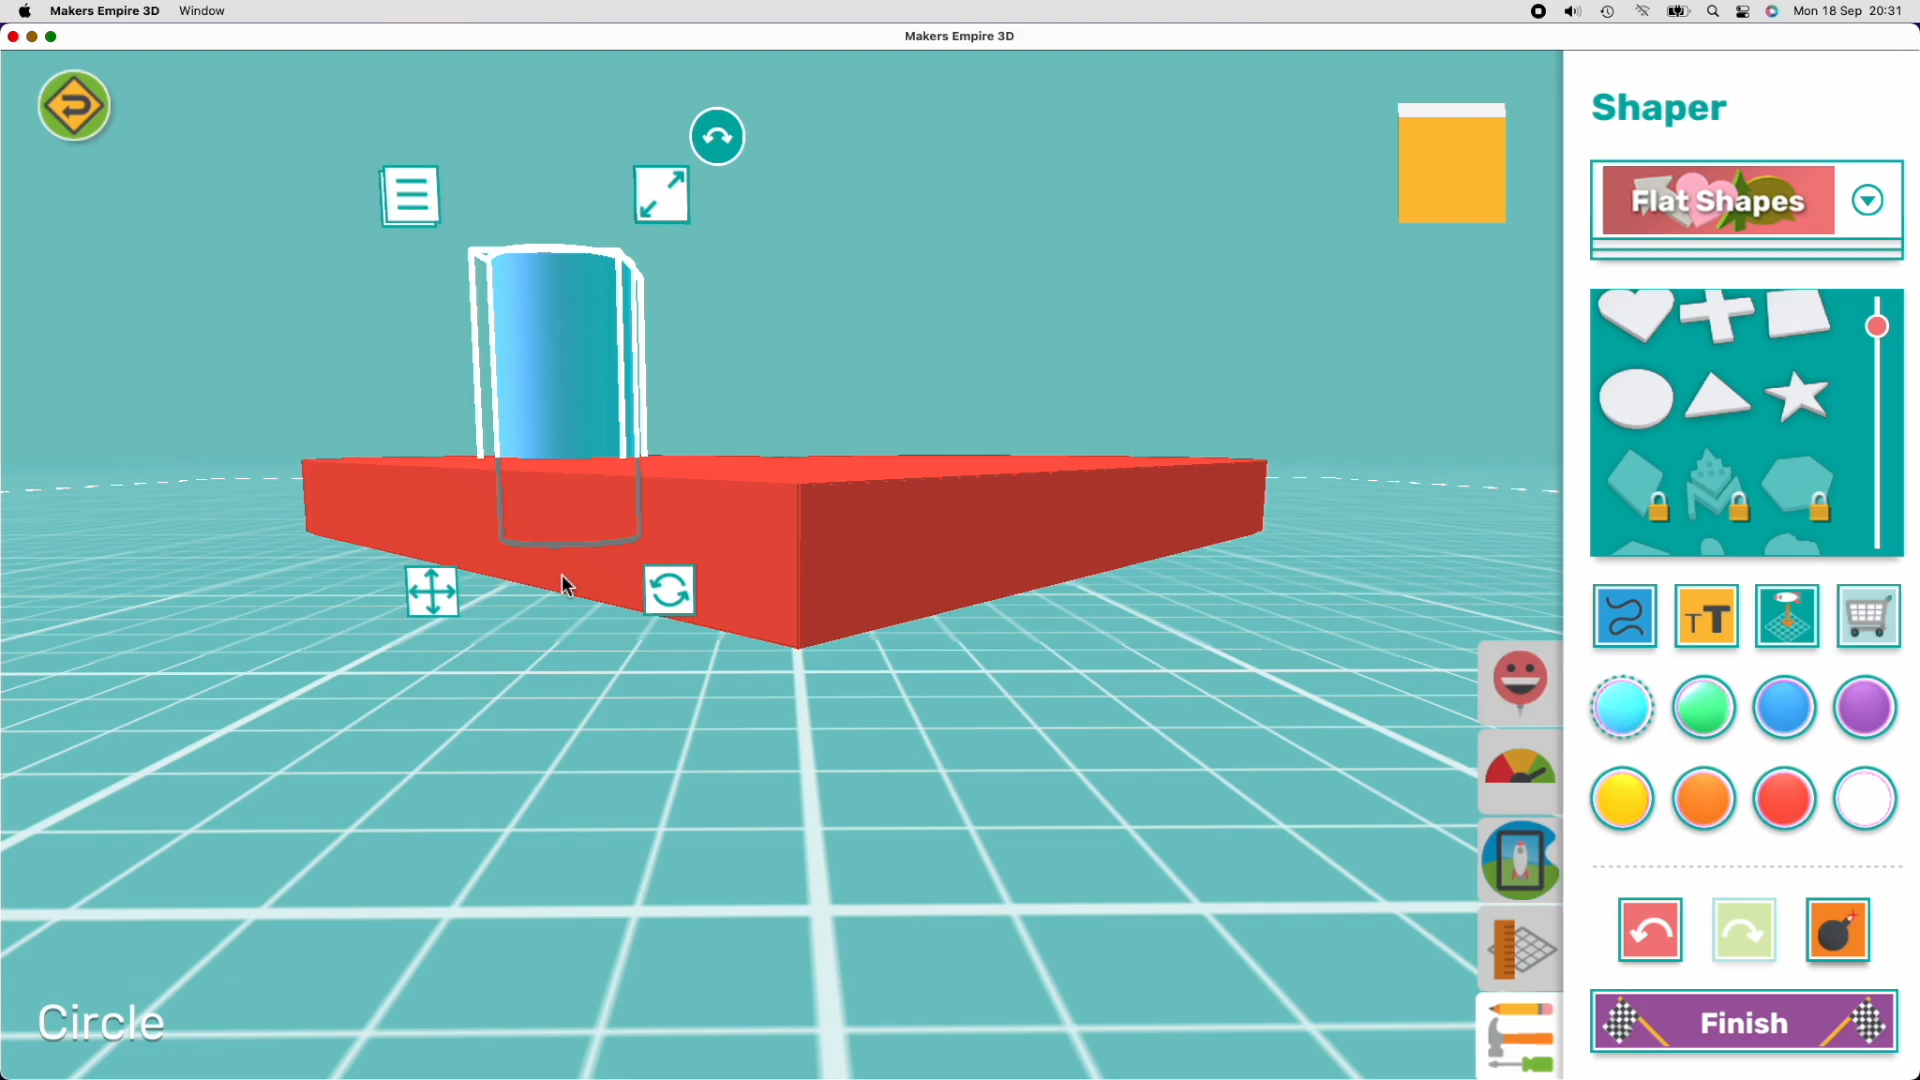 Makers Empire 3D Window Mon 18 Sep 20:31
Makers Empire 3D
Shaper
Flat Shapes
TT
Circle
Finish